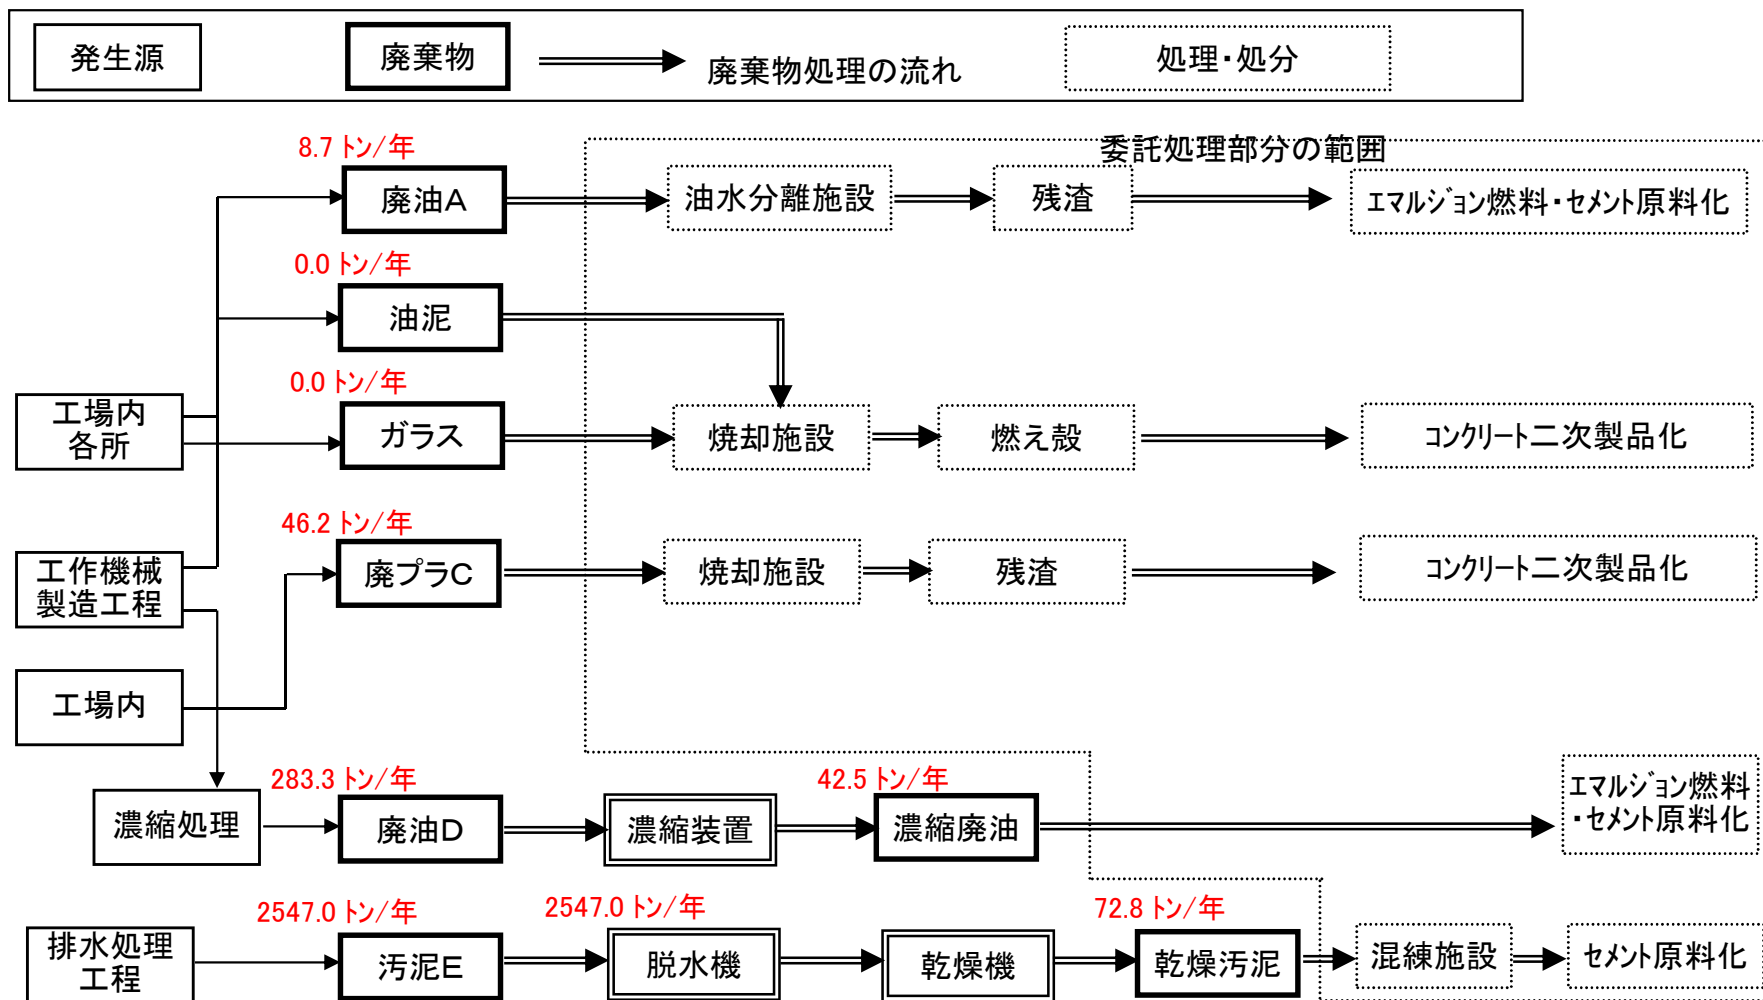 発生源
廃棄物
廃棄物処理の流れ
処理・処分
委託処理部分の範囲
8.7 トン/年
廃油A
油水分離施設
残渣
エマルジョン燃料・セメント原料化
0.0 トン/年
油泥
0.0 トン/年
工場内
各所
ガラス
焼却施設
燃え殻
コンクリート二次製品化
46.2 トン/年
工作機械
製造工程
廃プラC
焼却施設
残渣
コンクリート二次製品化
工場内
283.3 トン/年
42.5 トン/年
濃縮処理
廃油D
濃縮装置
濃縮廃油
エマルジョン燃料
・セメント原料化
2547.0 トン/年
2547.0 トン/年
72.8 トン/年
排水処理
工程
汚泥E
脱水機
乾燥機
乾燥汚泥
混練施設
セメント原料化